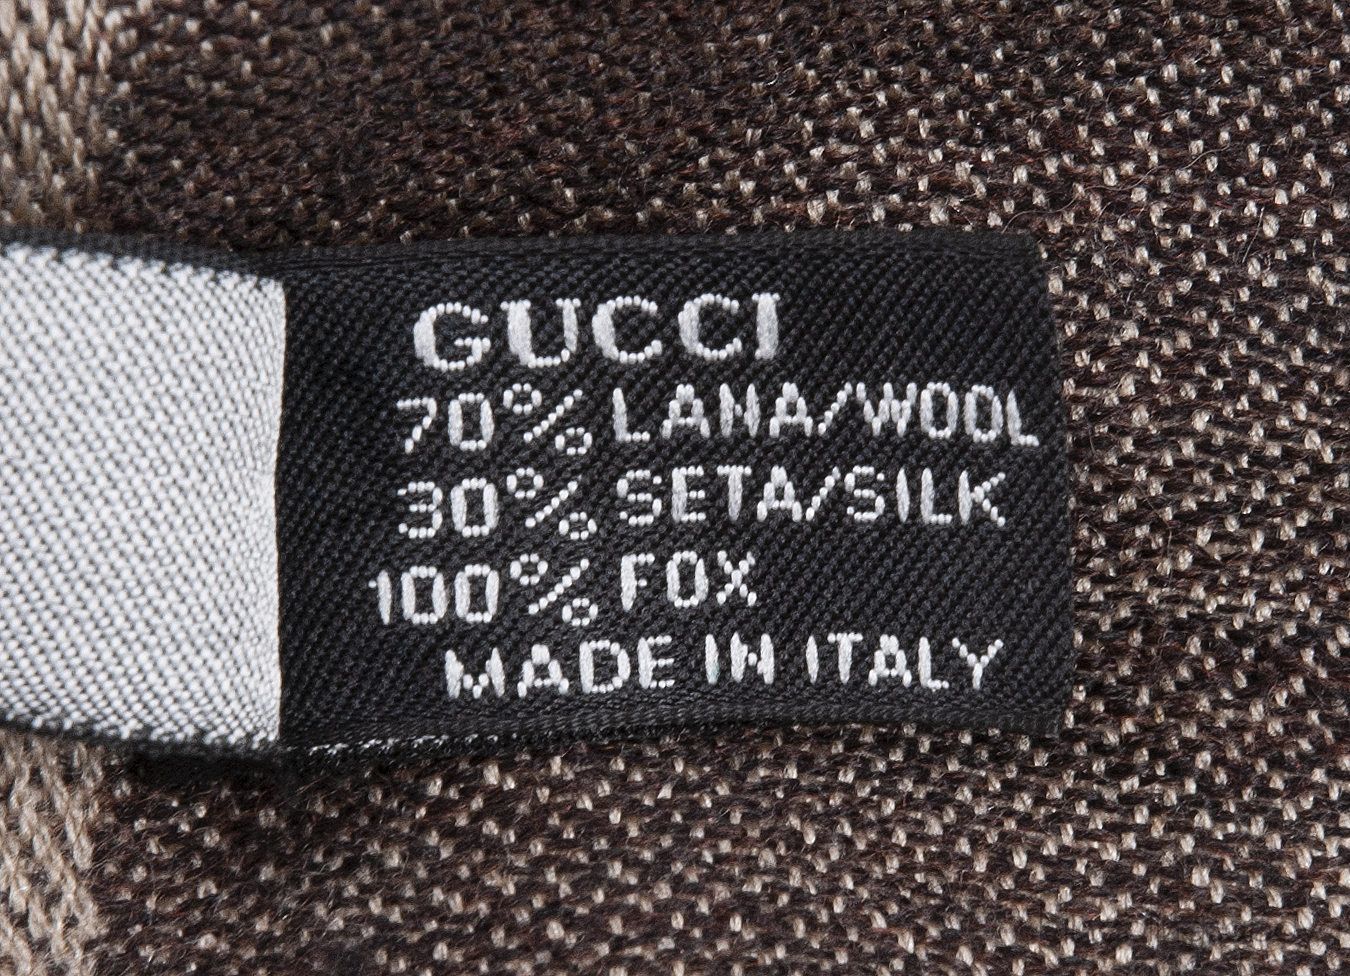 GUCCI
70% LANA/WOOL
30% SETA/SILK
100% FOX
MADE IN ITALY